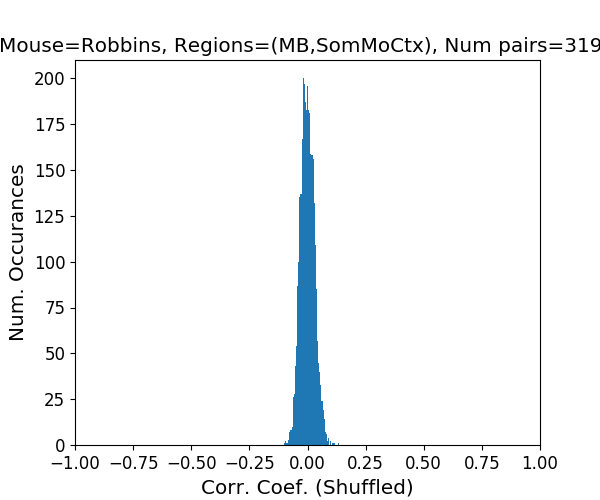 Mouse=Robbins, Regions=(MB,SomMoCtx), Num pairs=319
200
175
150
125
100
75
50
25
0
Num. Occurances
−1.00 −0.75 −0.50 −0.25 0.00 0.25 0.50 0.75 1.00
Corr. Coef. (Shuffled)